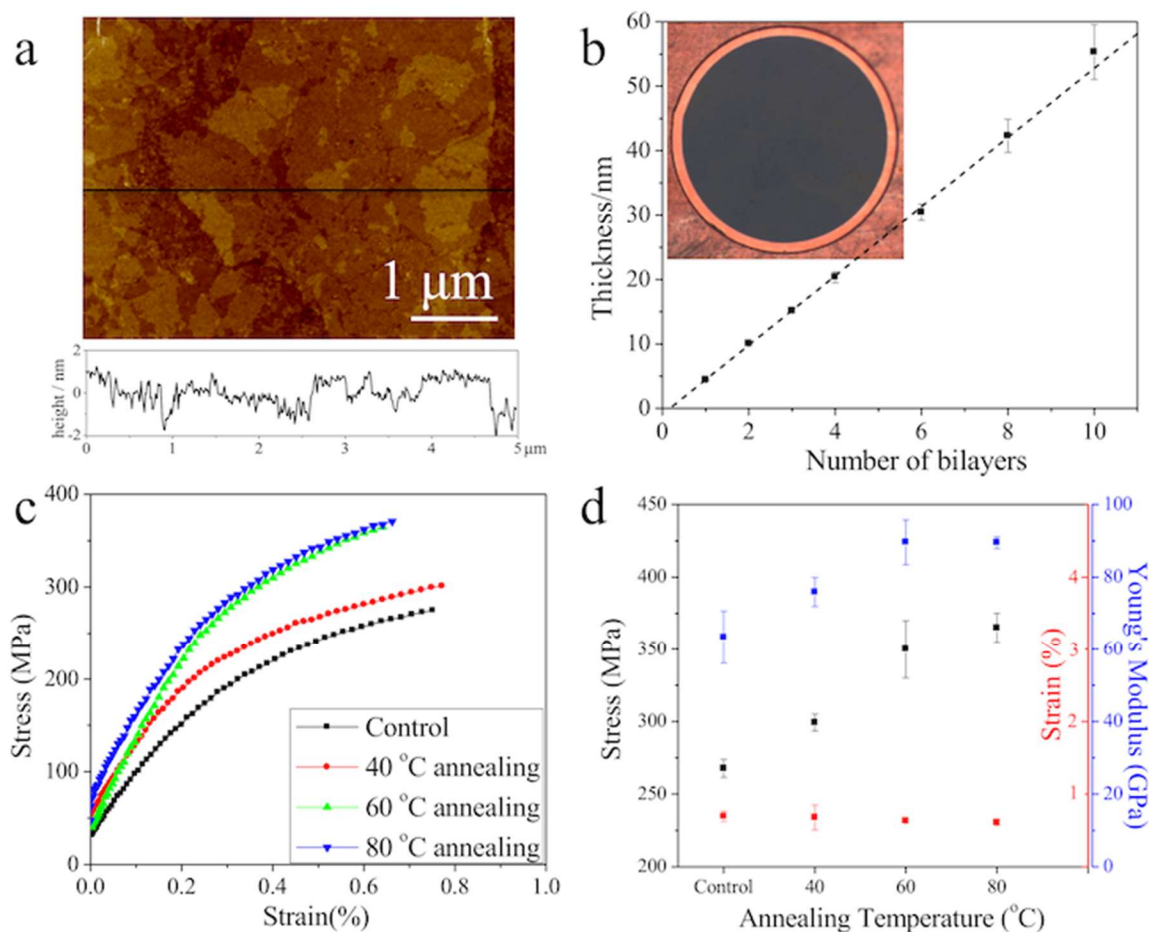 a
1 μm
height / nm
2
0
-2
0
1
2
3
4
5 μm
b
Thickness/nm
60
50
40
30
20
10
0
2
4
6
8
10
Number of bilayers
c
Stress (MPa)
400
300
200
100
0
0.0
0.2
0.4
0.6
0.8
1.0
Strain(%)
Control
40 °C annealing
60 °C annealing
80 °C annealing
d
Stress (MPa)
450
400
350
300
250
200
Control
40
60
80
Annealing Temperature (°C)
Strain (%)
4
3
2
1
Young's Modulus (GPa)
100
80
60
40
20
0